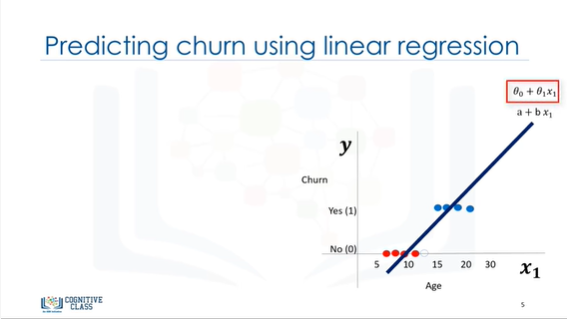 Predicting churn using linear regression
θ₀ + θ₁x₁
a + b x₁
y
Churn
Yes (1)
No (0)
5 10 15 20 30
x₁
Age
COGNITIVE
CLASS
5